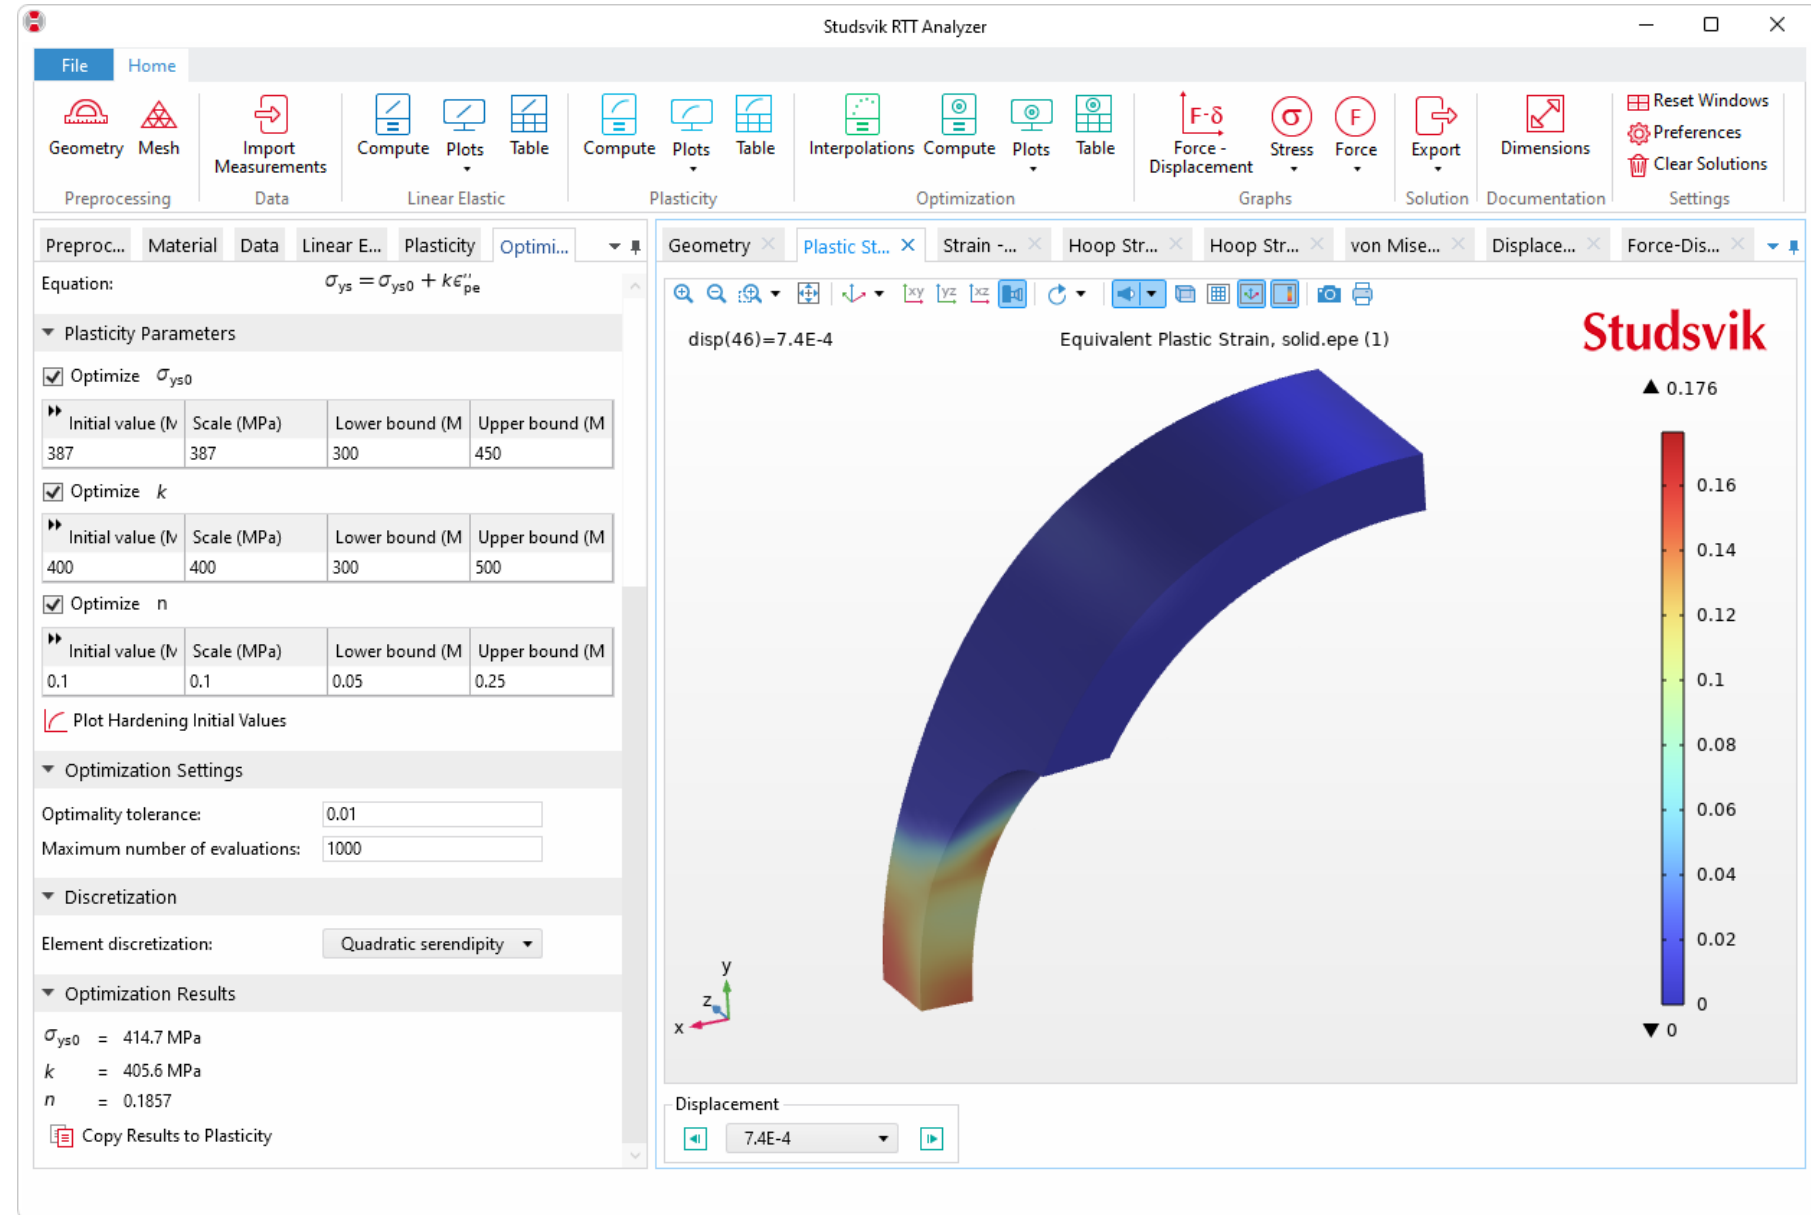 Studsvik RTT Analyzer
File Home
Geometry Mesh Import Measurements Compute Plots Table Compute Plots Table Interpolations Compute Plots Table F-δ Force - Displacement σ Stress F Force Export Dimensions Reset Windows
Preferences
Clear Solutions
Preprocessing Data Linear Elastic Plasticity Optimization Graphs Solution Documentation Settings
Preproc... Material Data Linear E... Plasticity Optimi...
Equation: σys = σys0 + kϵⁿpe
Plasticity Parameters
Optimize σys0
Initial value (M Scale (MPa) Lower bound (M Upper bound (M
387 387 300 450
Optimize k
Initial value (M Scale (MPa) Lower bound (M Upper bound (M
400 400 300 500
Optimize n
Initial value (M Scale (MPa) Lower bound (M Upper bound (M
0.1 0.1 0.05 0.25
Plot Hardening Initial Values
Optimization Settings
Optimality tolerance: 0.01
Maximum number of evaluations: 1000
Discretization
Element discretization: Quadratic serendipity
Optimization Results
σys0 = 414.7 MPa
k = 405.6 MPa
n = 0.1857
Copy Results to Plasticity
Geometry Plastic St... Strain -... Hoop Str... Hoop Str... von Mise... Displace... Force-Dis...
xy yz xz
disp(46)=7.4E-4 Equivalent Plastic Strain, solid.epe (1)
Studsvik
▲ 0.176
0.16
0.14
0.12
0.1
0.08
0.06
0.04
0.02
0
▼ 0
y
z
x
Displacement
7.4E-4